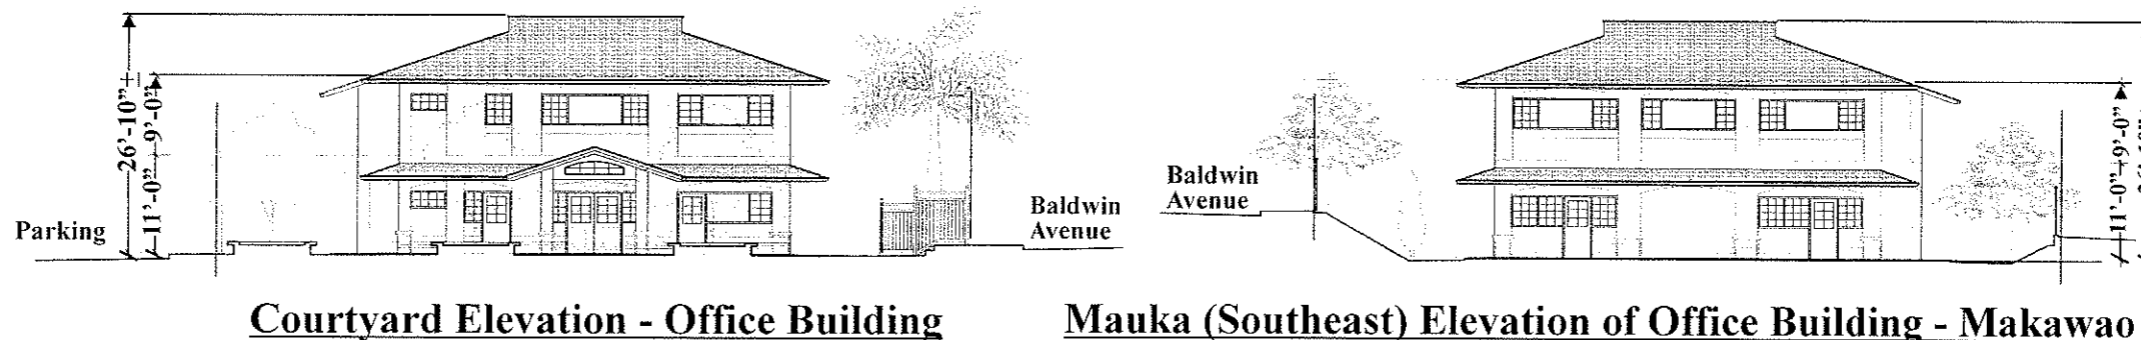 26’-10”±
11’-0”
9’-0”
Parking
Baldwin
Avenue
Courtyard Elevation - Office Building
Baldwin
Avenue
11’-0”
9’-0”
Mauka (Southeast) Elevation of Office Building - Makawao